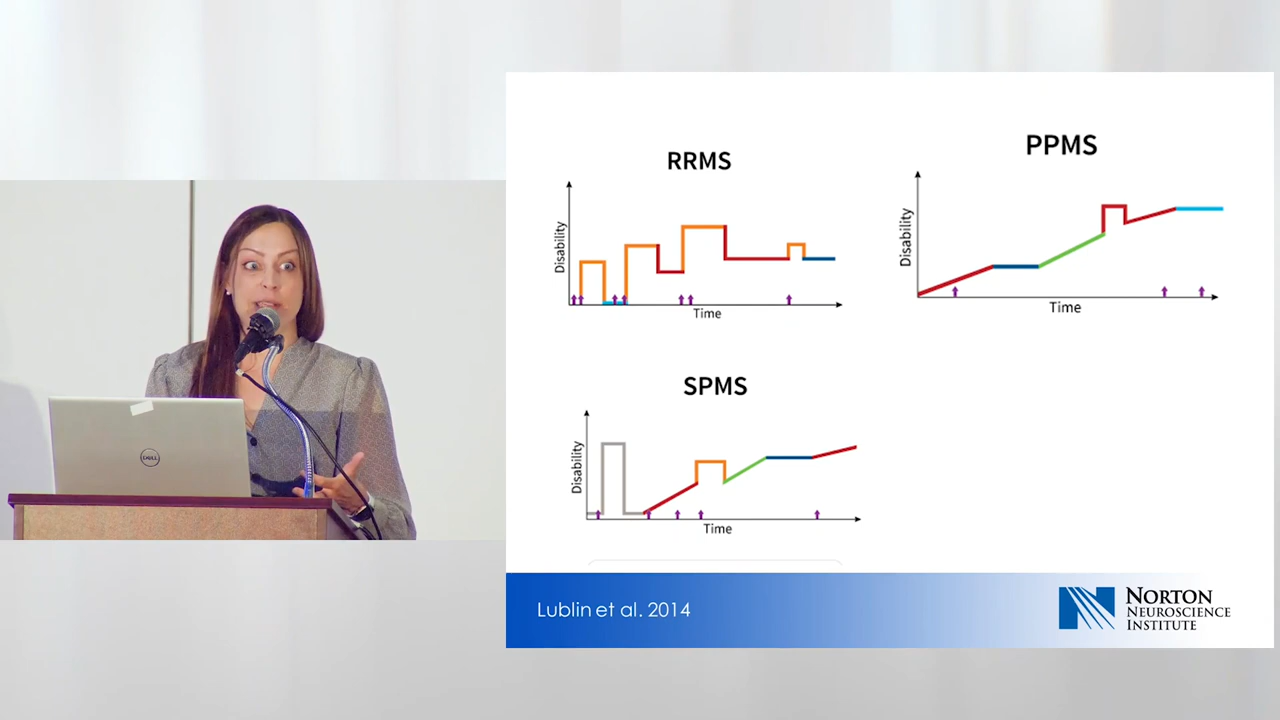 RRMS
Disability
Time
PPMS
Disability
Time
SPMS
Disability
Time
Lublin et al. 2014
NORTON
NEUROSCIENCE
INSTITUTE
DELL